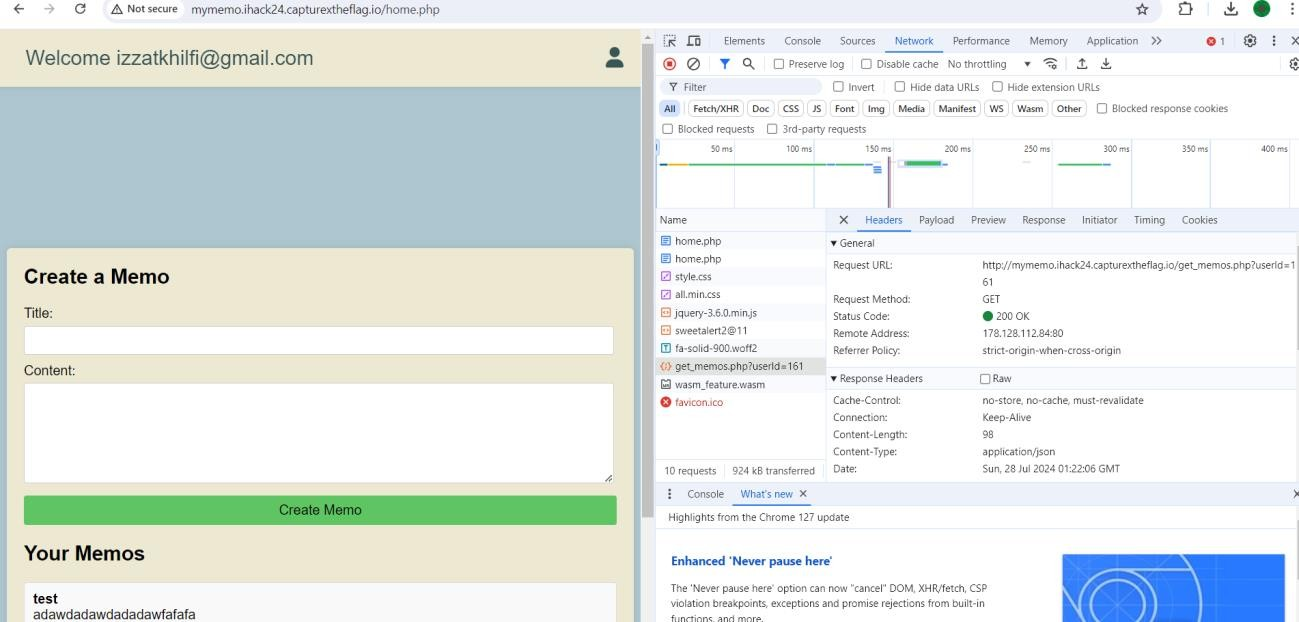 Not secure mymemo.ihack24.capturextheflag.io/home.php
Welcome izzatkhilfi@gmail.com
Create a Memo
Title:
Content:
Create Memo
Your Memos
test
adawdadawdadadawfafafa
Elements Console Sources Network Performance Memory Application 1
Preserve log Disable cache No throttling
Filter Invert Hide data URLs Hide extension URLs
All Fetch/XHR Doc CSS JS Font Img Media Manifest WS Wasm Other Blocked response cookies
Blocked requests 3rd-party requests
50 ms 100 ms 150 ms 200 ms 250 ms 300 ms 350 ms 400 ms
Name
home.php
home.php
style.css
all.min.css
jquery-3.6.0.min.js
sweetalert2@11
fa-solid-900.woff2
get_memos.php?userId=161
wasm_feature.wasm
favicon.ico
10 requests 924 kB transferred
Headers Payload Preview Response Initiator Timing Cookies
General
Request URL: http://mymemo.ihack24.capturextheflag.io/get_memos.php?userId=1
61
Request Method: GET
Status Code: 200 OK
Remote Address: 178.128.112.84:80
Referrer Policy: strict-origin-when-cross-origin
Response Headers Raw
Cache-Control: no-store, no-cache, must-revalidate
Connection: Keep-Alive
Content-Length: 98
Content-Type: application/json
Date: Sun, 28 Jul 2024 01:22:06 GMT
Console What's new
Highlights from the Chrome 127 update
Enhanced 'Never pause here'
The 'Never pause here' option can now "cancel" DOM, XHR/fetch, CSP
violation breakpoints, exceptions and promise rejections from built-in
functions, and more.